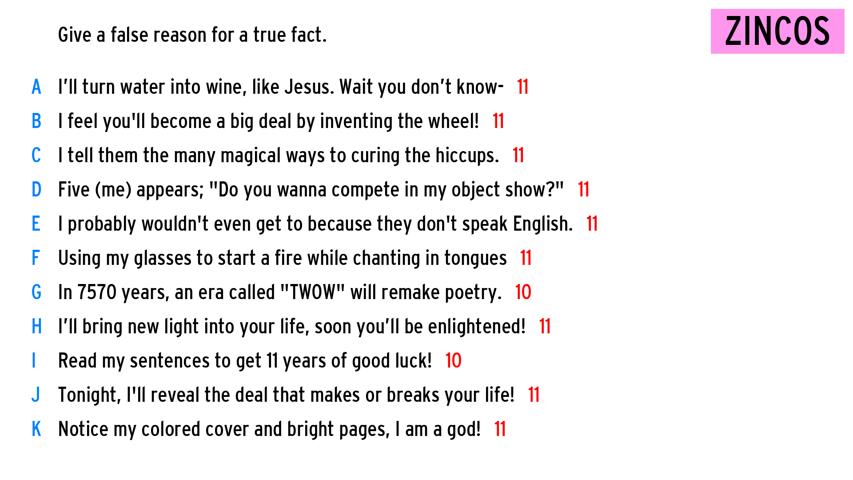 Give a false reason for a true fact.
ZINCOS
A I’ll turn water into wine, like Jesus. Wait you don’t know- 11
B I feel you'll become a big deal by inventing the wheel! 11
C I tell them the many magical ways to curing the hiccups. 11
D Five (me) appears; "Do you wanna compete in my object show?" 11
E I probably wouldn't even get to because they don't speak English. 11
F Using my glasses to start a fire while chanting in tongues 11
G In 7570 years, an era called "TWOW" will remake poetry. 10
H I’ll bring new light into your life, soon you’ll be enlightened! 11
I Read my sentences to get 11 years of good luck! 10
J Tonight, I'll reveal the deal that makes or breaks your life! 11
K Notice my colored cover and bright pages, I am a god! 11